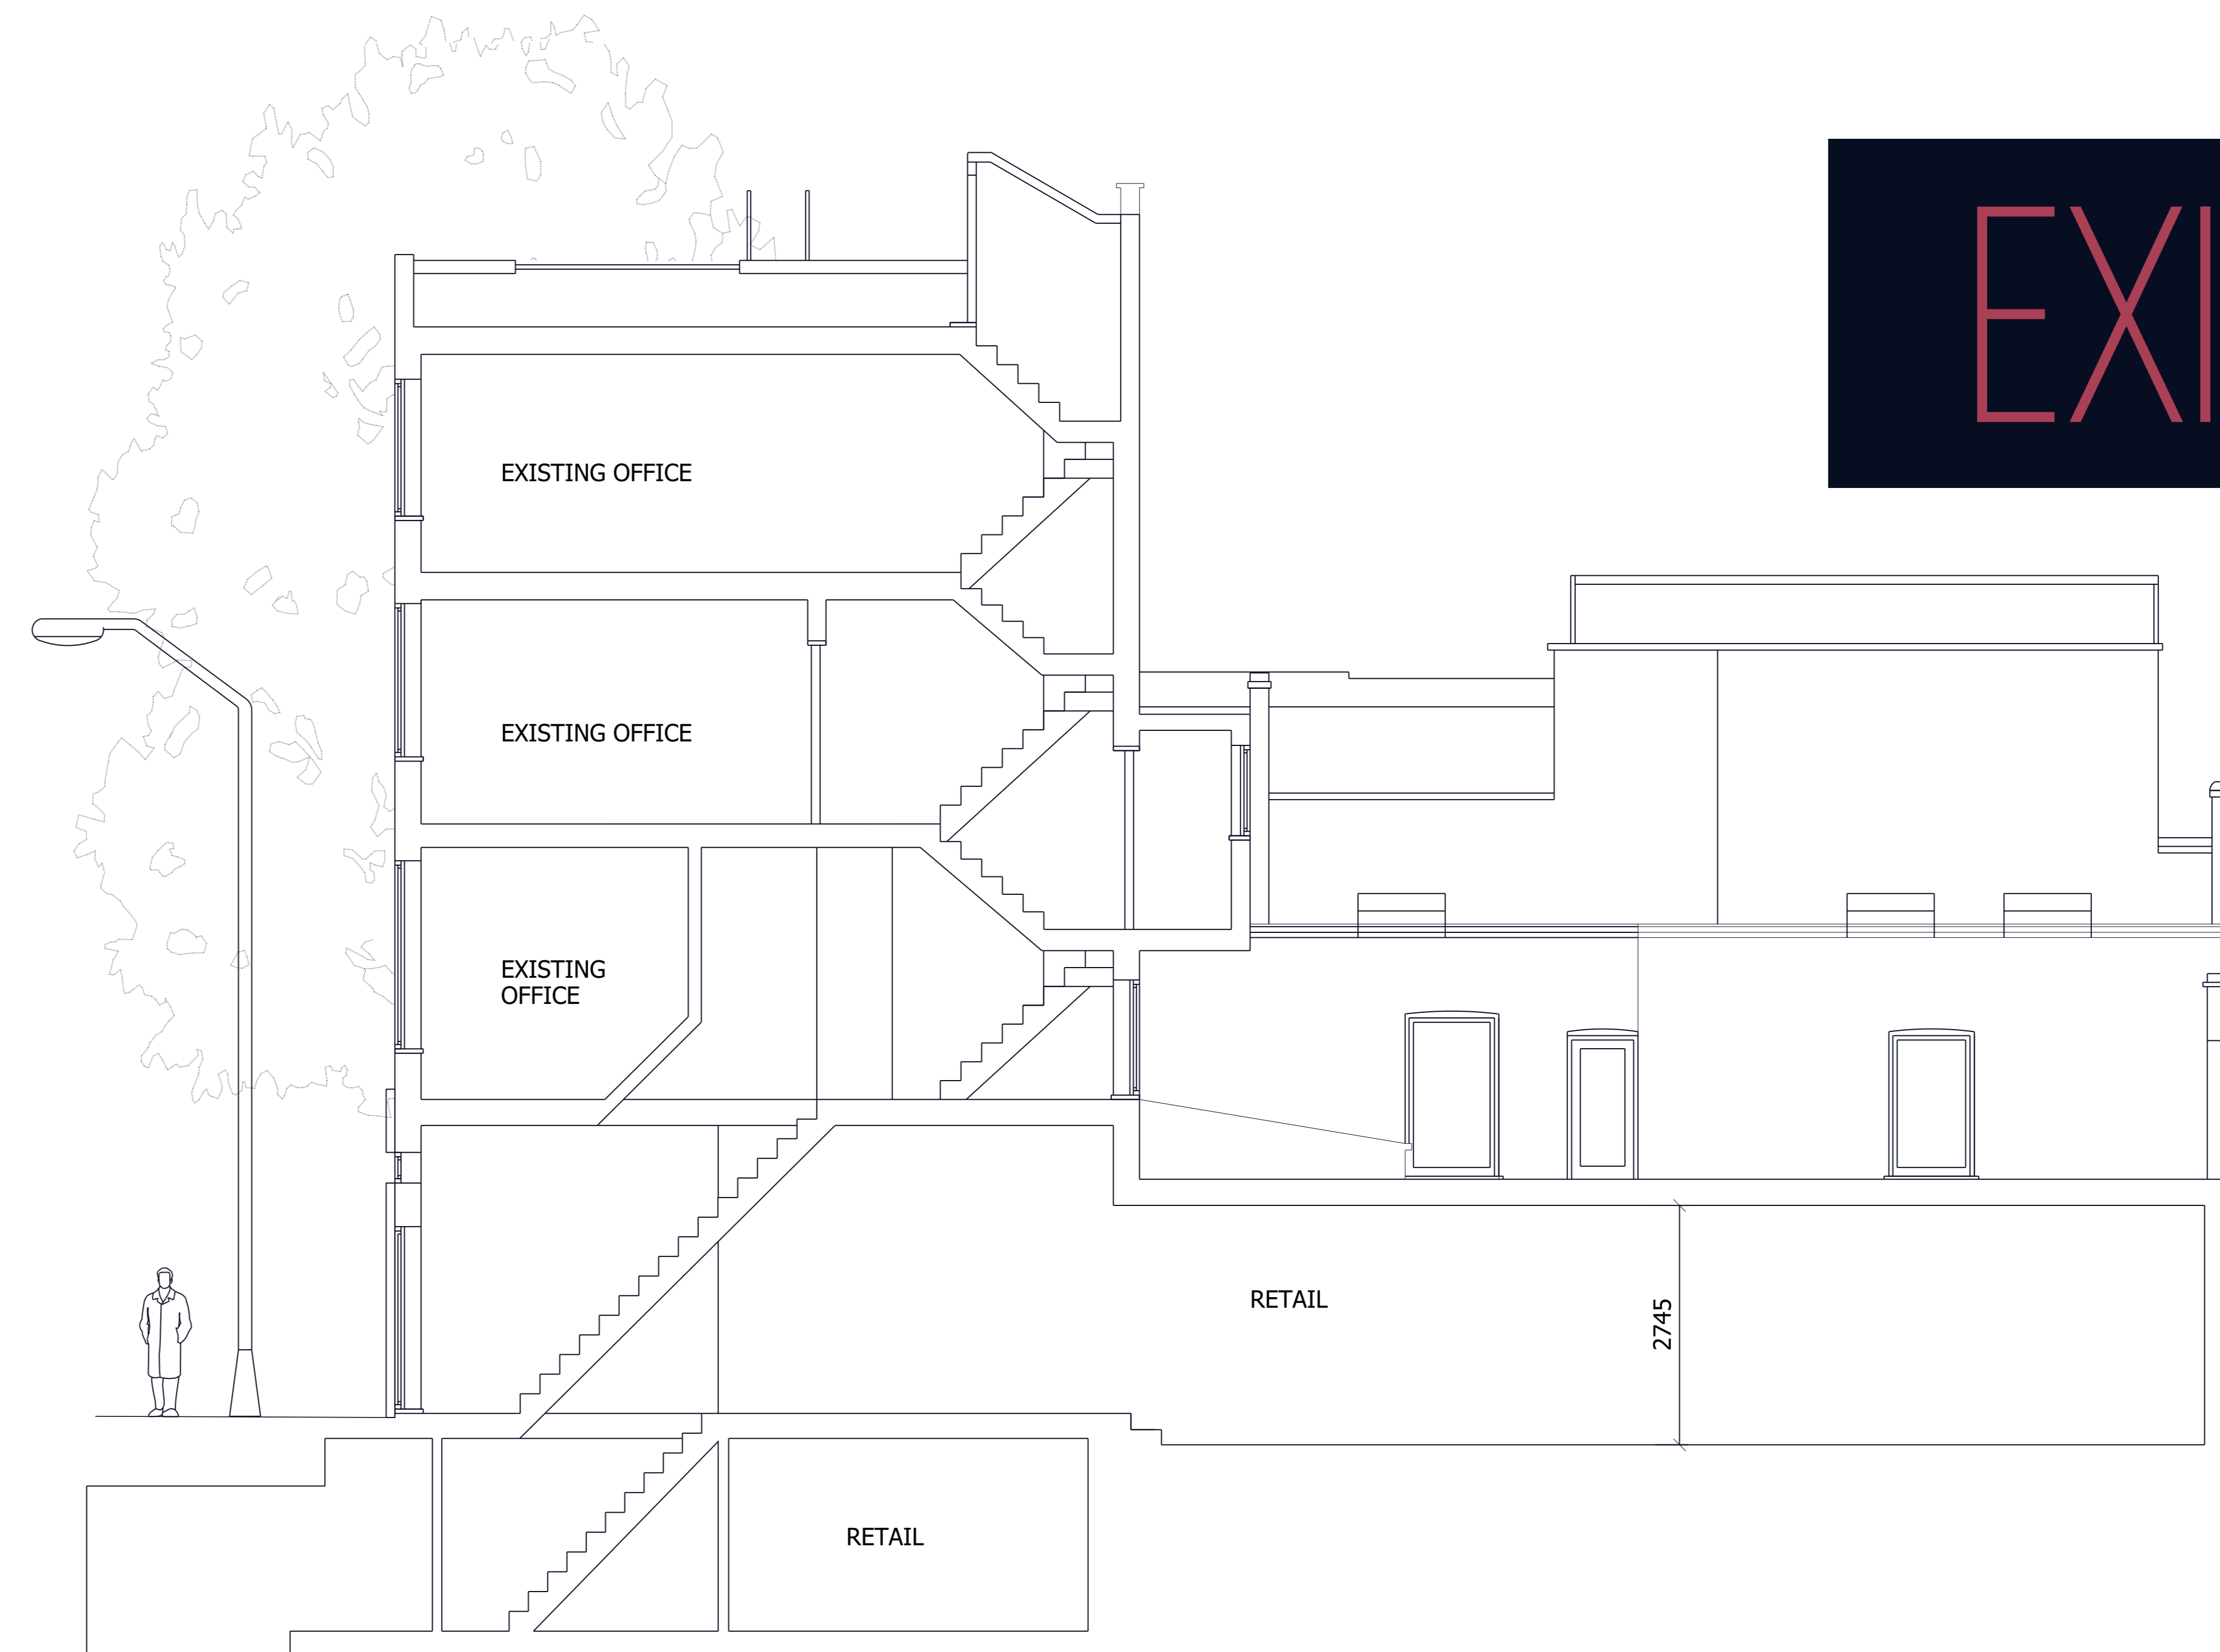 EXI
EXISTING OFFICE
EXISTING OFFICE
EXISTING
OFFICE
RETAIL
2745
RETAIL